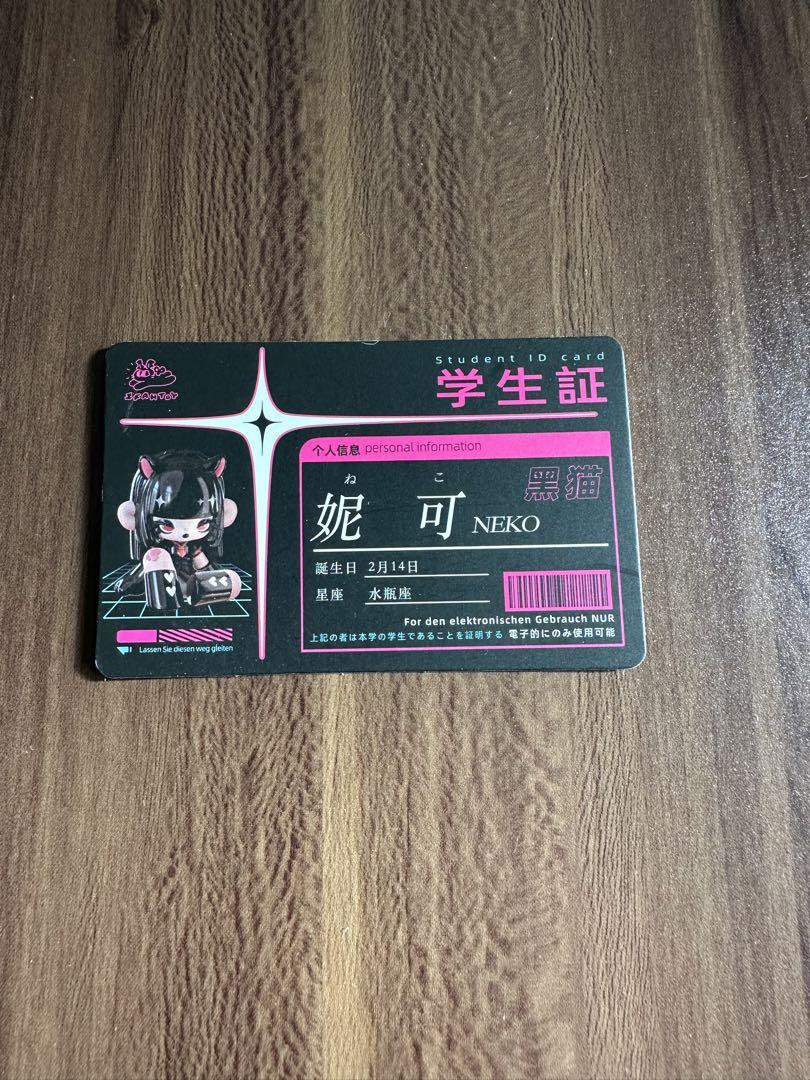 IFANTOY
Student ID card
学生証
个人信息 personal information
黒猫
ね こ
妮 可 NEKO
誕生日 2月14日
星座 水瓶座
For den elektronischen Gebrauch NUR
上記の者は本学の学生であることを証明する 電子的にのみ使用可能
Lassen Sie diesen weg gleiten